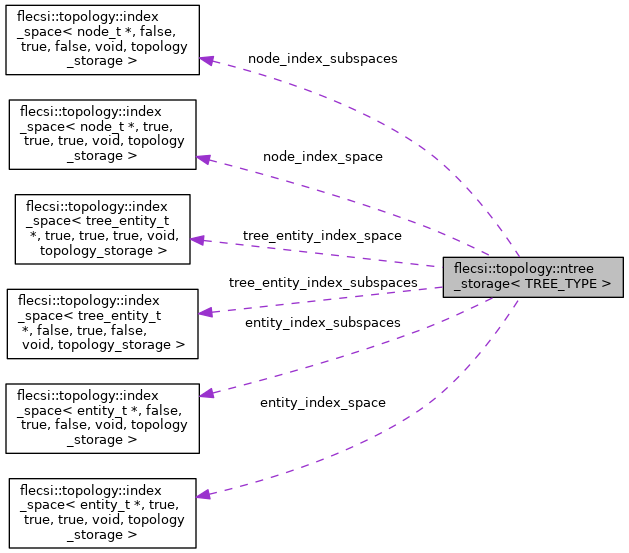 flecsi::topology::index
_space< node_t *, false,
true, false, void, topology
_storage >
node_index_subspaces
flecsi::topology::index
_space< node_t *, true,
true, true, void, topology
_storage >
node_index_space
flecsi::topology::index
_space< tree_entity_t
*, true, true, true, void,
topology_storage >
tree_entity_index_space
flecsi::topology::ntree
_storage< TREE_TYPE >
flecsi::topology::index
_space< tree_entity_t
*, false, true, false,
void, topology_storage >
tree_entity_index_subspaces
entity_index_subspaces
flecsi::topology::index
_space< entity_t *, false,
true, false, void, topology
_storage >
entity_index_space
flecsi::topology::index
_space< entity_t *, true,
true, true, void, topology
_storage >